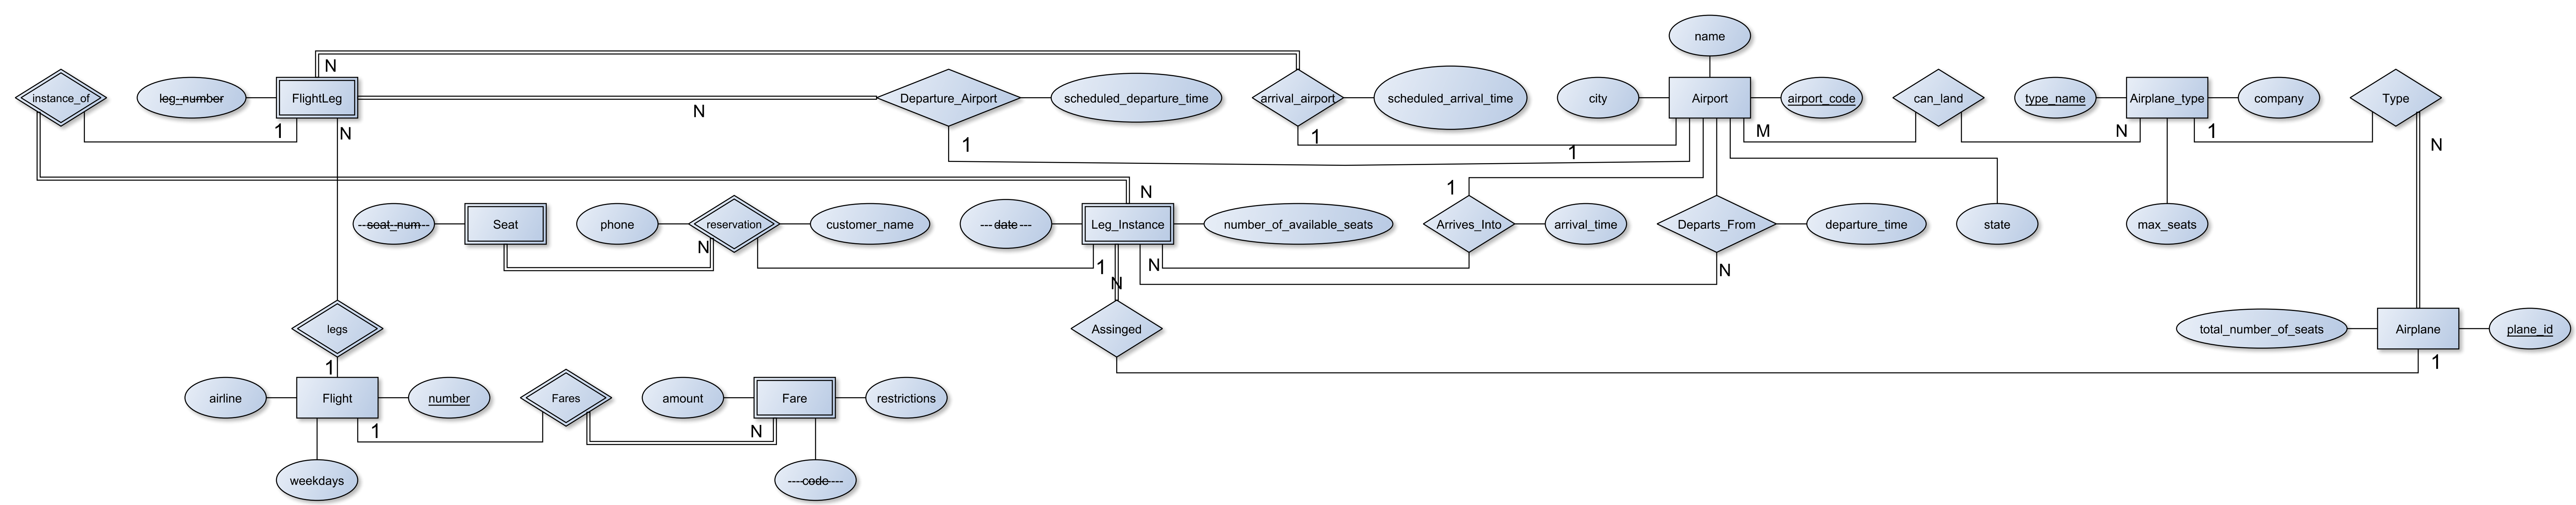 name
instance_of
leg_number
FlightLeg
N
Departure_Airport
scheduled_departure_time
arrival_airport
scheduled_arrival_time
city
Airport
airport_code
can_land
type_name
Airplane_type
company
Type
N
1
N
1
1
1
M
N
1
N
N
1
seat_num
Seat
phone
reservation
customer_name
date
Leg_Instance
number_of_available_seats
Arrives_Into
arrival_time
Departs_From
departure_time
state
max_seats
N
1
N
N
N
legs
Assinged
total_number_of_seats
Airplane
plane_id
1
1
airline
Flight
number
Fares
amount
Fare
restrictions
1
N
weekdays
code